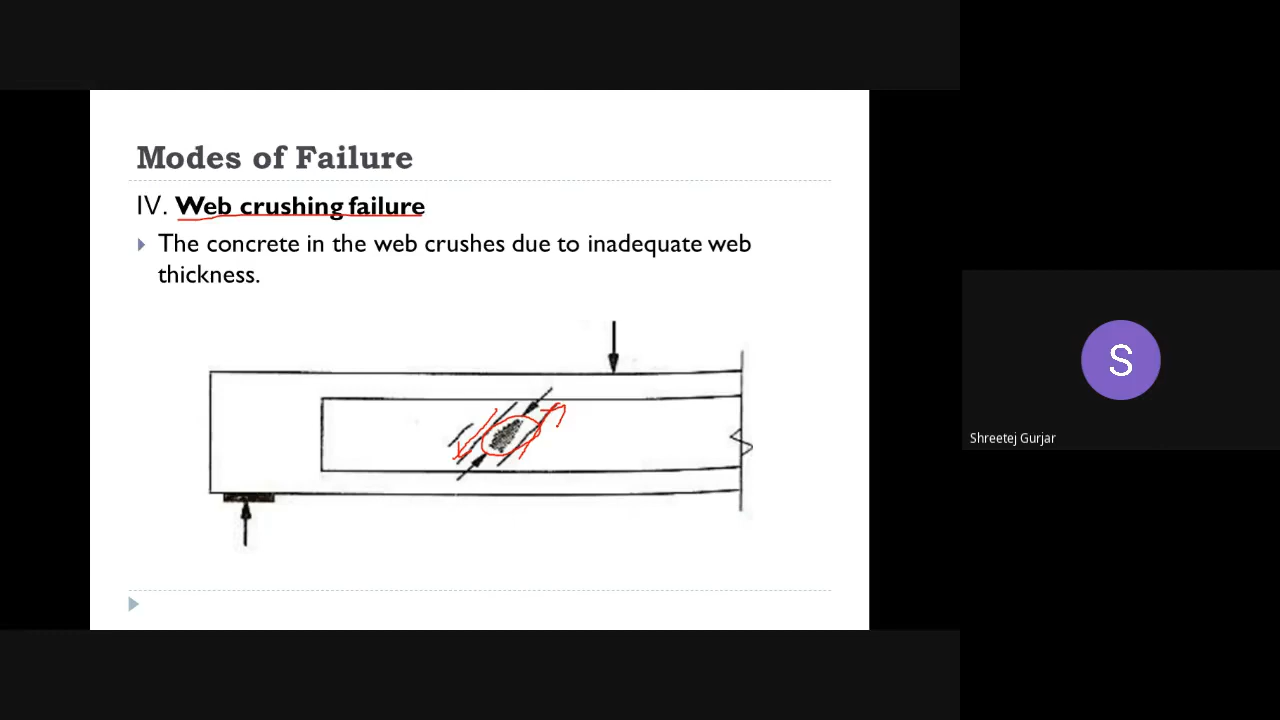 Modes of Failure
IV. Web crushing failure
The concrete in the web crushes due to inadequate web
thickness.
S
Shreetej Gurjar